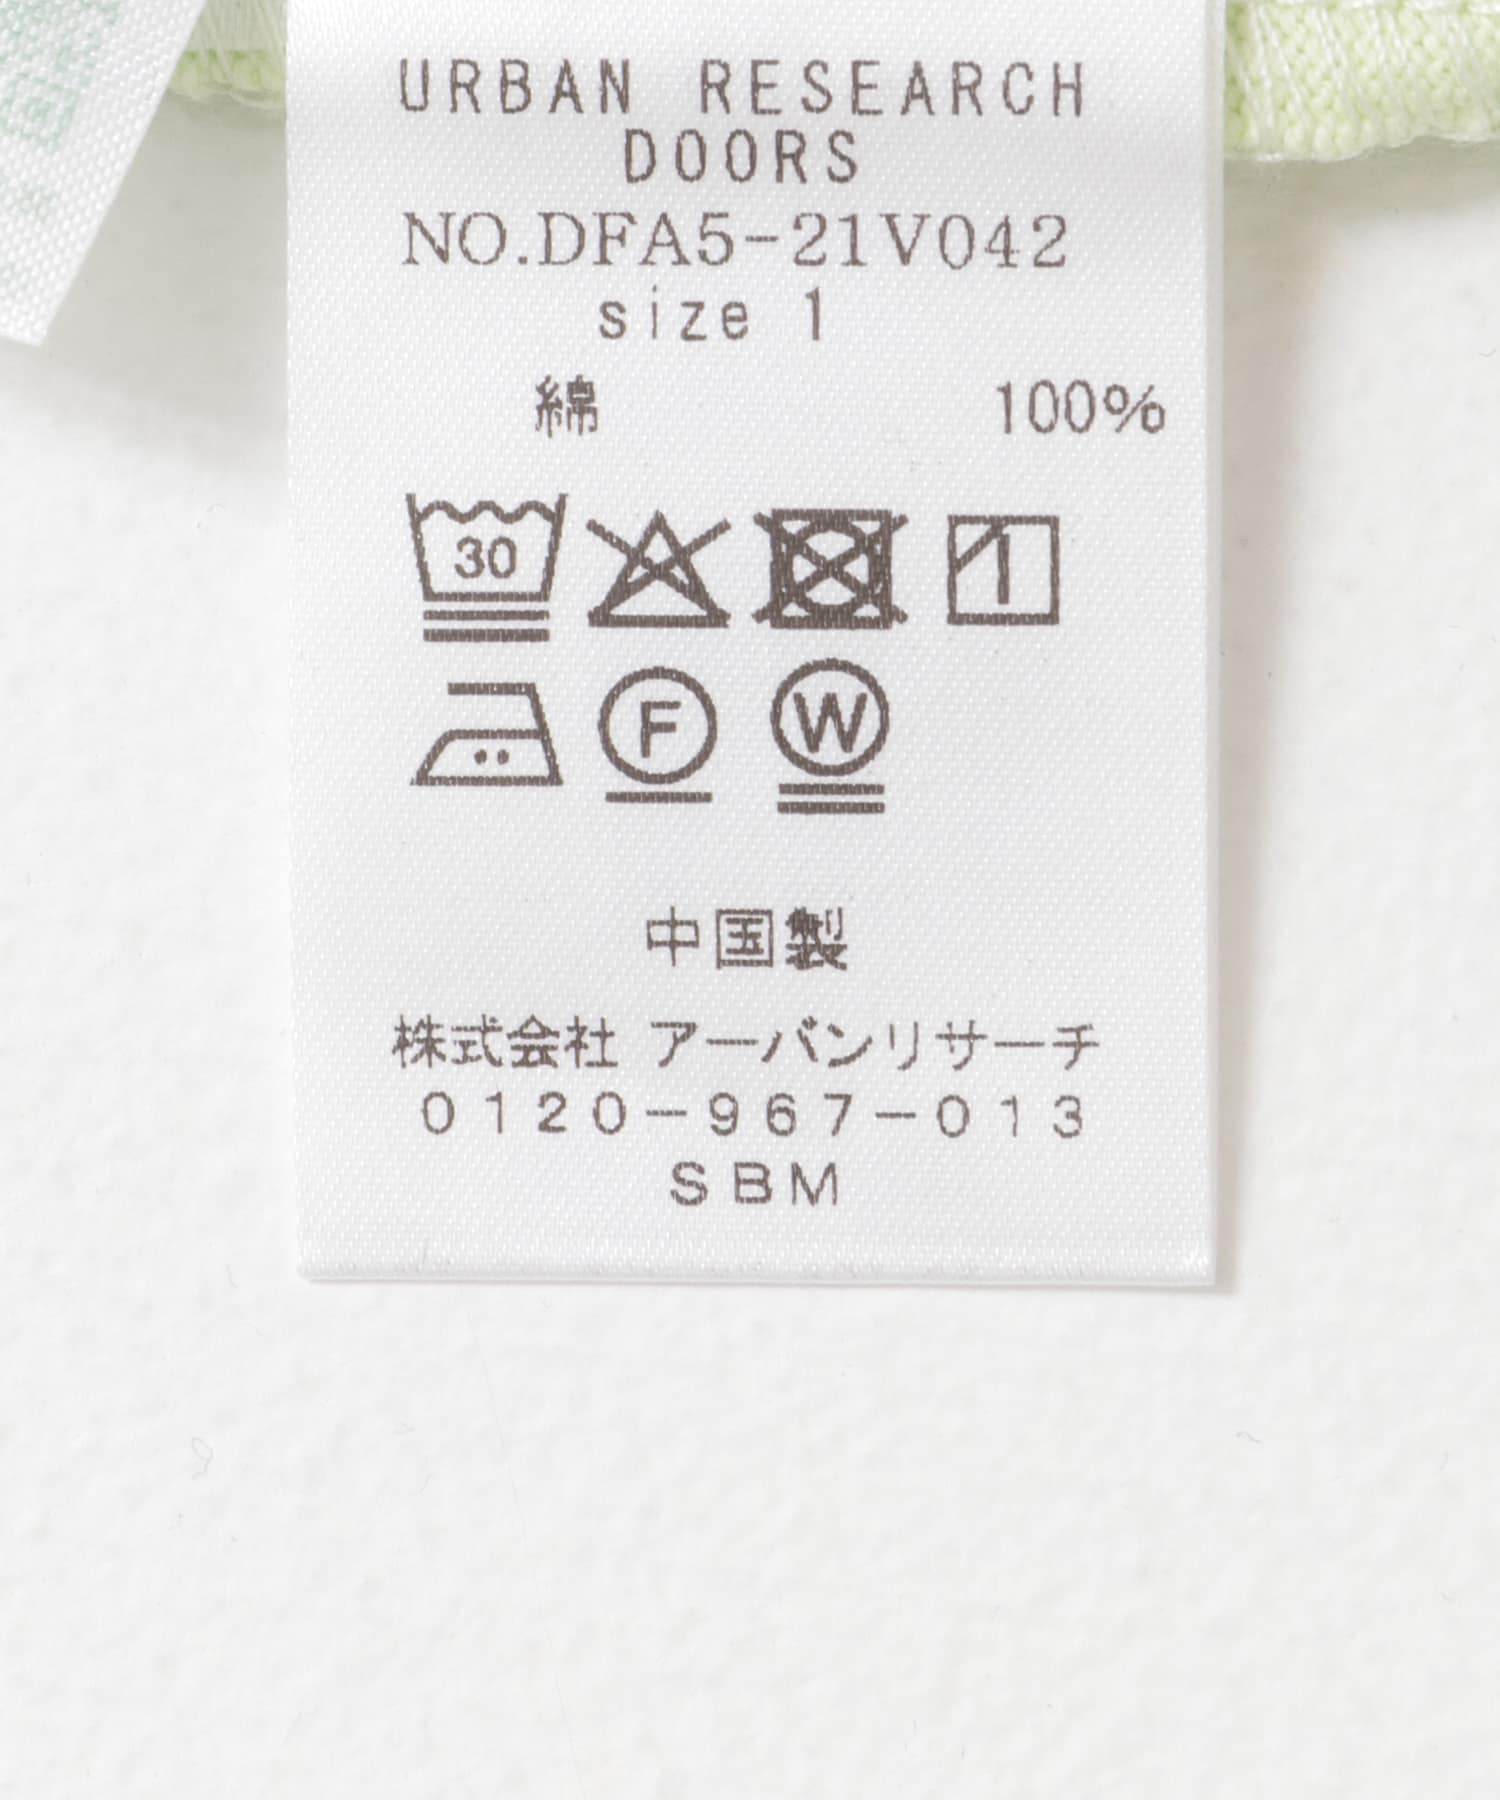 URBAN RESEARCH
DOORS
NO.DFA5-21V042
size 1
綿 100%
30
F W
中国製
株式会社 アーバンリサーチ
0120-967-013
SBM